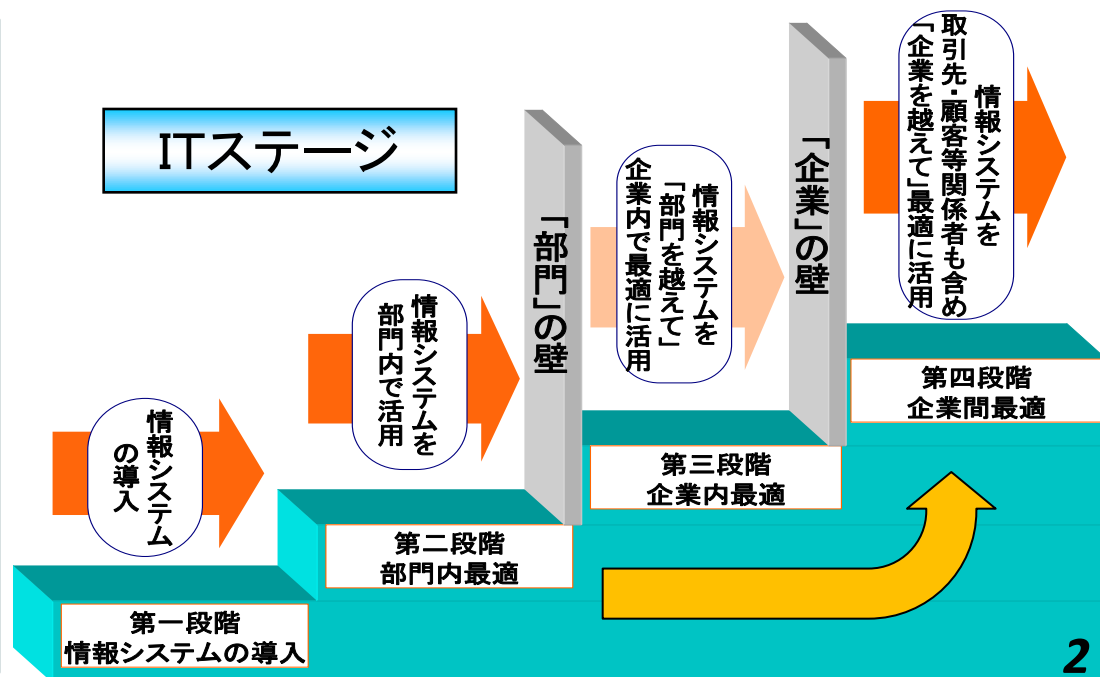 ITステージ
情報システム
の導入
第一段階
情報システムの導入
情報システムを
部門内で活用
第二段階
部門内最適
「部門」の壁
情報システムを
「部門を越えて」
企業内で最適に活用
第三段階
企業内最適
「企業」の壁
情報システムを
取引先・顧客等関係者も含め
「企業を越えて」最適に活用
第四段階
企業間最適
2